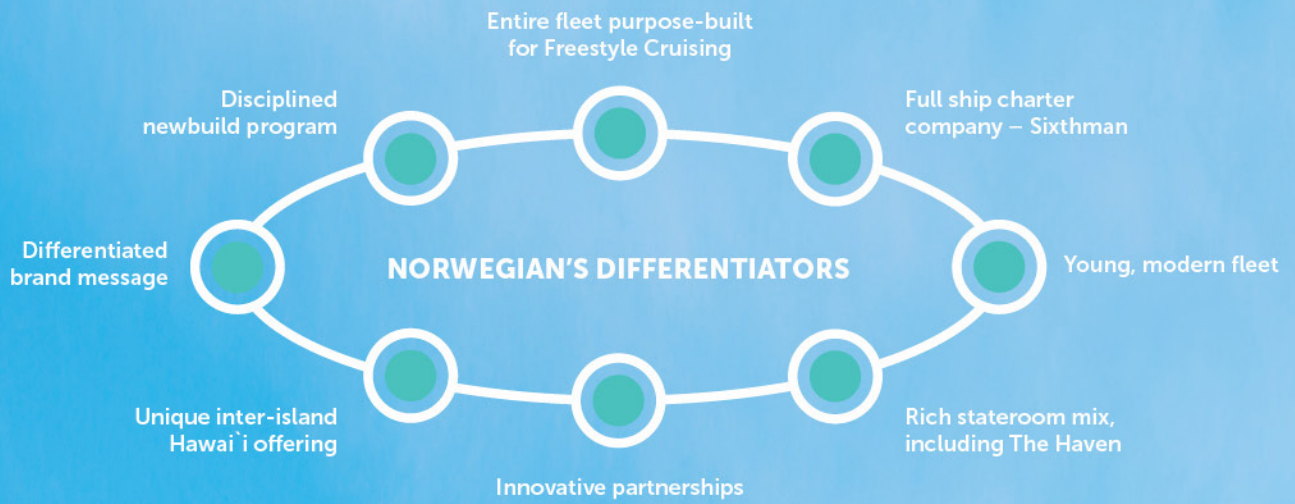 Entire fleet purpose-built
for Freestyle Cruising
Disciplined
newbuild program
Full ship charter
company – Sixthman
Differentiated
brand message
NORWEGIAN'S DIFFERENTIATORS
Young, modern fleet
Unique inter-island
Hawai`i offering
Rich stateroom mix,
including The Haven
Innovative partnerships